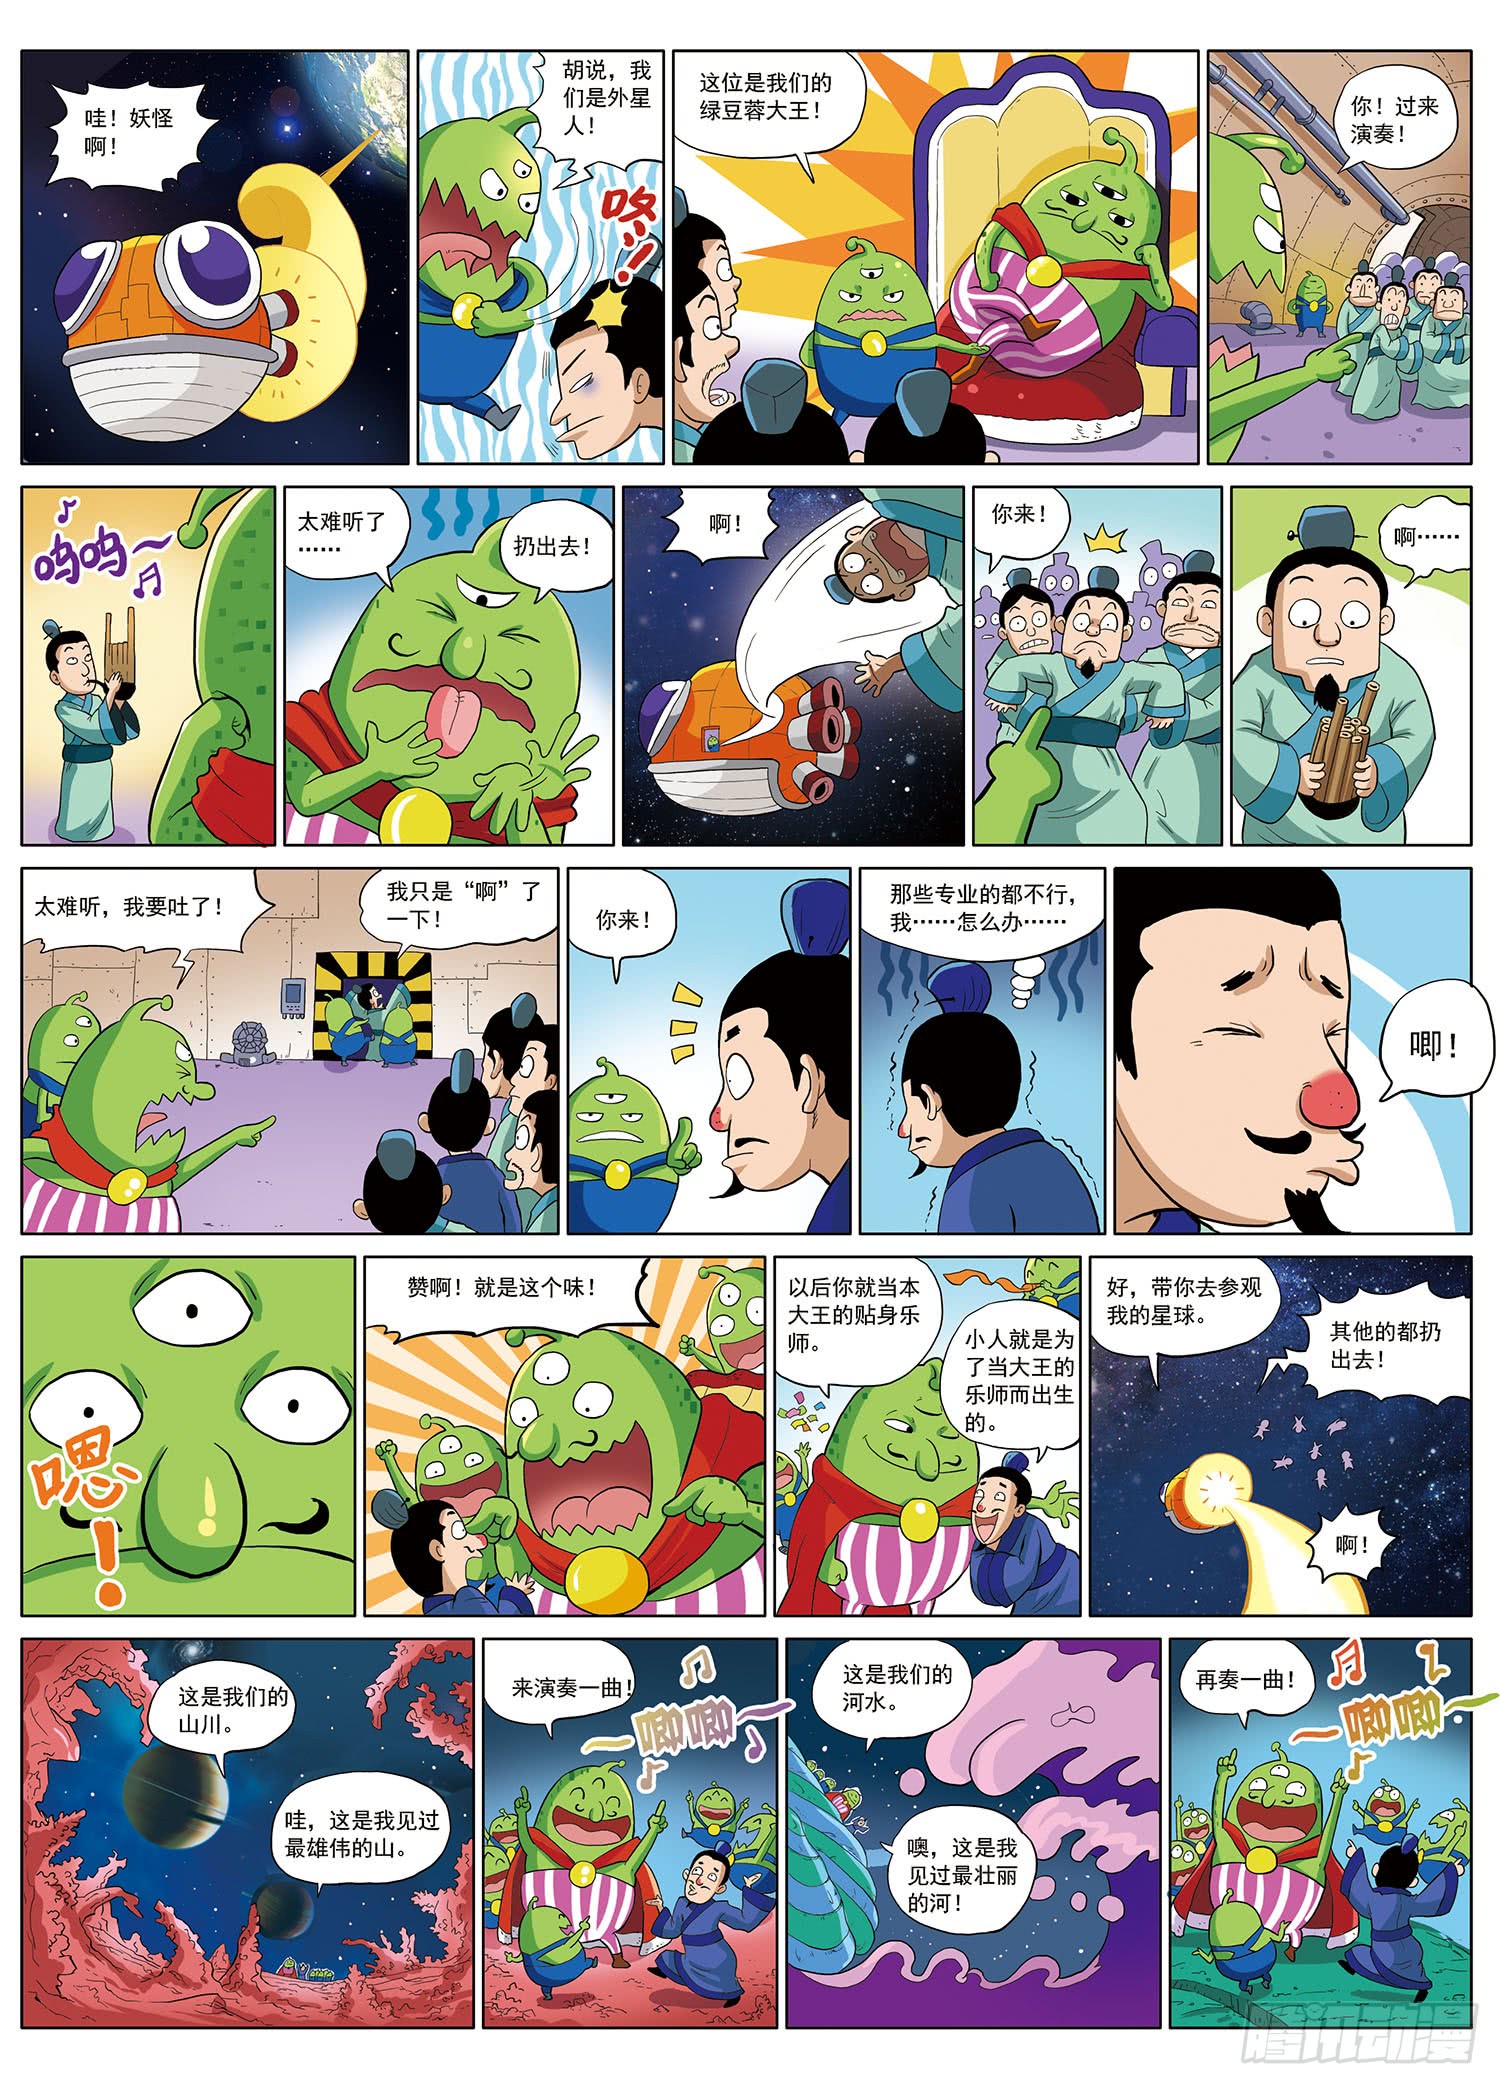 哇！妖怪
啊！
胡说，我
们是外星
人！
咚!!
这位是我们的
绿豆蓉大王！
你！过来
演奏！
呜呜～
太难听了
……
扔出去！
啊！
你来！
啊……
太难听，我要吐了！
我只是“啊”了
一下！
你来！
那些专业的都不行，
我……怎么办……
唧！
嗯！
赞啊！就是这个味！
以后你就当本
大王的贴身乐
师。
小人就是为
了当大王的
乐师而出生
的。
好，带你去参观
我的星球。
其他的都扔
出去！
啊！
这是我们的
山川。
哇，这是我见过
最雄伟的山。
来演奏一曲！
～唧唧～
这是我们的
河水。
噢，这是我
见过最壮丽
的河！
再奏一曲！
～唧唧～
腾讯动漫